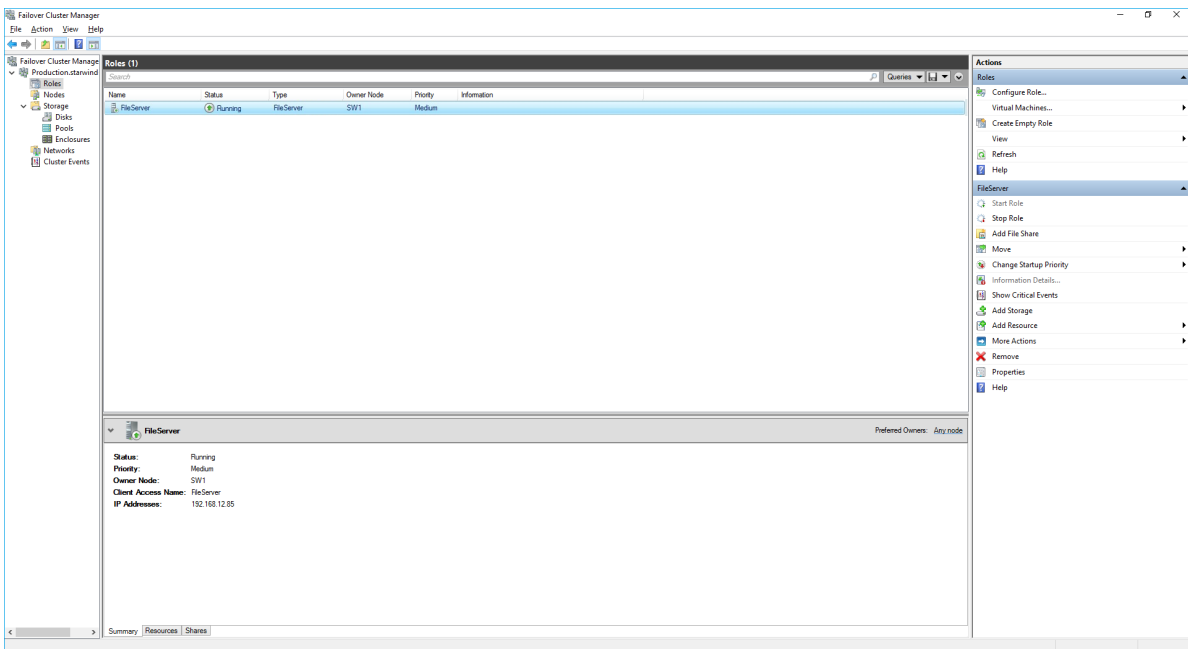 Failover Cluster Manager
File Action View Help
Failover Cluster Manage
Production.starwind
Roles
Nodes
Storage
Disks
Pools
Enclosures
Networks
Cluster Events
Roles (1)
Search
Queries
Name Status Type Owner Node Priority Information
FileServer Running FileServer SW1 Medium
FileServer
Preferred Owners: Any node
Status: Running
Priority: Medium
Owner Node: SW1
Client Access Name: FileServer
IP Addresses: 192.168.12.85
Summary Resources Shares
Actions
Roles
Configure Role...
Virtual Machines...
Create Empty Role
View
Refresh
Help
FileServer
Start Role
Stop Role
Add File Share
Move
Change Startup Priority
Information Details...
Show Critical Events
Add Storage
Add Resource
More Actions
Remove
Properties
Help